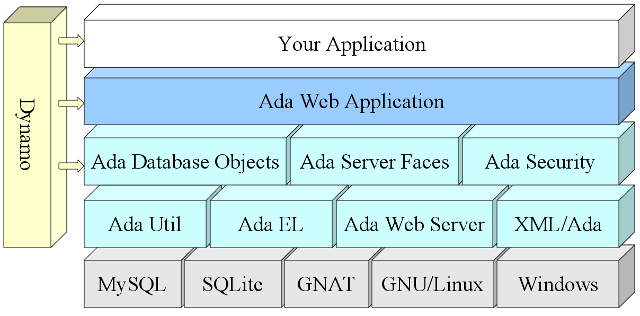 Dynamo
Your Application
Ada Web Application
Ada Database Objects
Ada Server Faces
Ada Security
Ada Util
Ada EL
Ada Web Server
XML/Ada
MySQL
SQLite
GNAT
GNU/Linux
Windows